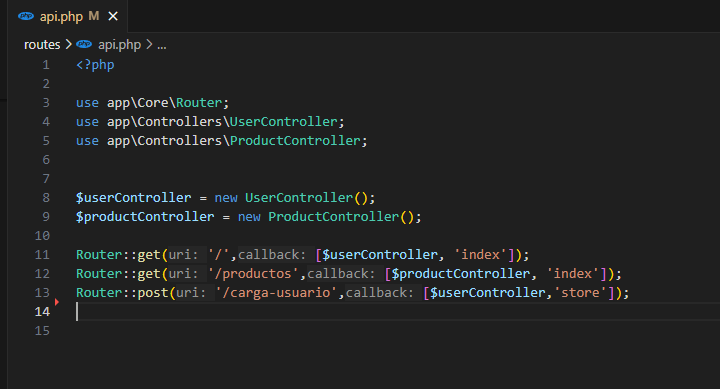 php api.php M ×
routes > php api.php > ...
1 <?php
2
3 use app\Core\Router;
4 use app\Controllers\UserController;
5 use app\Controllers\ProductController;
6
7
8 $userController = new UserController();
9 $productController = new ProductController();
10
11 Router::get(uri: '/',callback: [$userController, 'index']);
12 Router::get(uri: '/productos',callback: [$productController, 'index']);
13 Router::post(uri: '/carga-usuario',callback: [$userController,'store']);
14
15